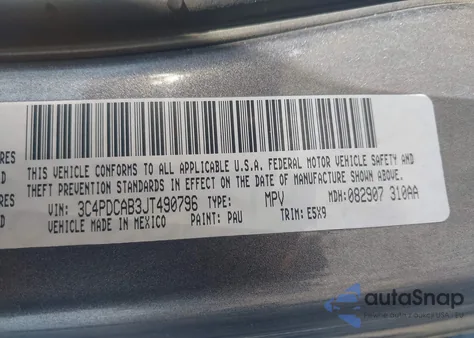 RES
THIS VEHICLE CONFORMS TO ALL APPLICABLE U.S.A. FEDERAL MOTOR VEHICLE SAFETY AND
THEFT PREVENTION STANDARDS IN EFFECT ON THE DATE OF MANUFACTURE SHOWN ABOVE.
RES
VIN: 3C4PDCAB3JT490796 TYPE: MPV MDH: 082907 310AA
VEHICLE MADE IN MEXICO PAINT: PAU TRIM: E5X9
autoSnap